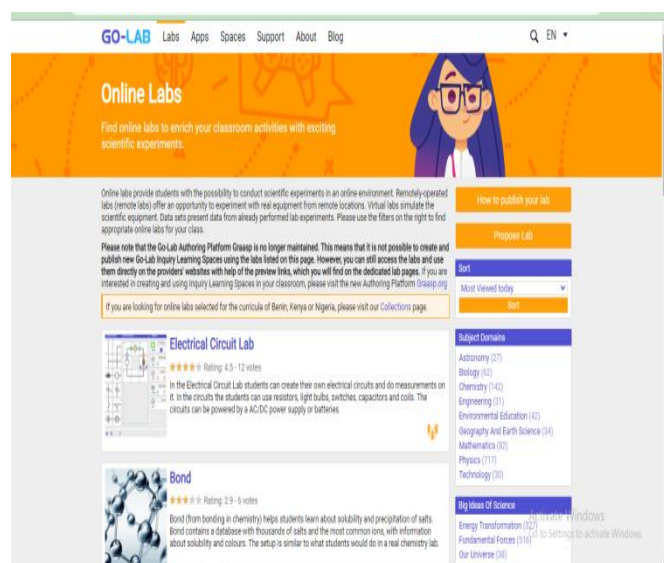 GO-LAB Labs Apps Spaces Support About Blog EN
Online Labs
Find online labs to enrich your classroom activities with exciting
scientific experiments.
Online labs provide students with the possibility to conduct scientific experiments in an online environment. Remotely-operated
labs (remote labs) offer an opportunity to experiment with real equipment from remote locations. Virtual labs simulate the
scientific equipment. Data sets present data from already performed lab experiments. Please use the filters on the right to find
appropriate online labs for your class.
Please note that the Go-Lab Authoring Platform Graasp is no longer maintained. This means that it is not possible to create and
publish new Go-Lab Inquiry Learning Spaces using the labs listed on this page. However, you can still access the labs and use
them directly on the providers' websites with help of the preview links, which you will find on the dedicated lab pages. If you are
interested in creating and using Inquiry Learning Spaces in your classroom, please visit the new Authoring Platform Graasp.org
If you are looking for online labs selected for the curricula of Benin, Kenya or Nigeria, please visit our Collections page.
Electrical Circuit Lab
Rating: 4.5 - 12 votes
In the Electrical Circuit Lab students can create their own electrical circuits and do measurements on
it. In the circuits the students can use resistors, light bulbs, switches, capacitors and coils. The
circuits can be powered by a AC/DC power supply or batteries.
Bond
Rating: 2.9 - 6 votes
Bond (from bonding in chemistry) helps students learn about solubility and precipitation of salts.
Bond contains a database with thousands of salts and the most common ions, with information
about solubility and colours. The setup is similar to what students would do in a real chemistry lab.
How to publish your lab
Propose Lab
Sort
Most Viewed today
Sort
Subject Domains
Astronomy (27)
Biology (62)
Chemistry (142)
Engineering (31)
Environmental Education (42)
Geography And Earth Science (34)
Mathematics (92)
Physics (717)
Technology (30)
Big Ideas Of Science
Energy Transformation (327)
Fundamental Forces (516)
Our Universe (38)
Activate Windows
Go to Settings to activate Windows.